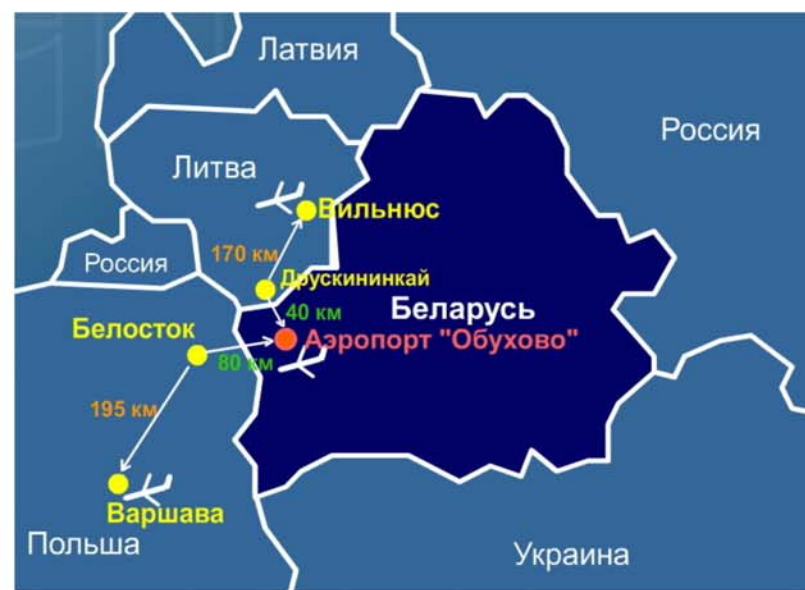 Латвия
Россия
Литва
Вильнюс
170 км
Россия
Друскининкай
Беларусь
40 км
Белосток
Аэропорт "Обухово"
80 км
195 км
Варшава
Польша
Украина